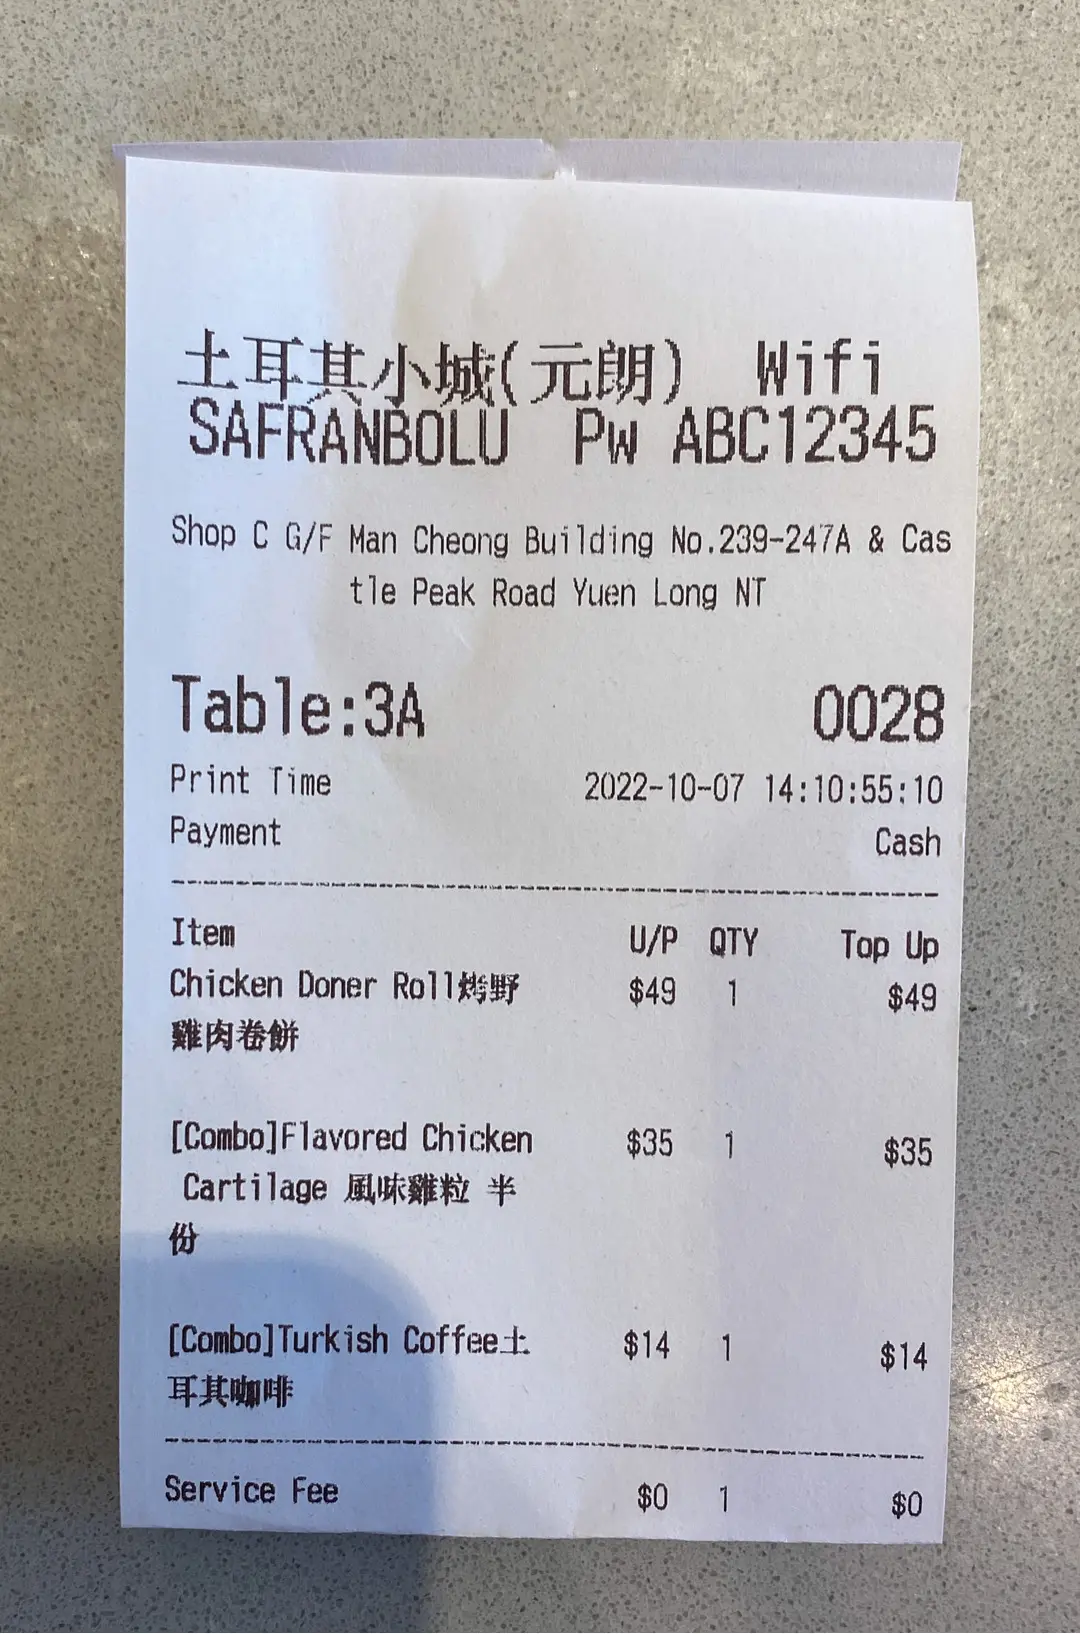 土耳其小城(元朗) Wifi
SAFRANBOLU Pw ABC12345
Shop C G/F Man Cheong Building No.239-247A & Cas
tle Peak Road Yuen Long NT
Table:3A 0028
Print Time 2022-10-07 14:10:55:10
Payment Cash
Item U/P QTY Top Up
Chicken Doner Roll烤野 $49 1 $49
雞肉卷餅
[Combo]Flavored Chicken $35 1 $35
Cartilage 風味雞粒 半
份
[Combo]Turkish Coffee土 $14 1 $14
耳其咖啡
Service Fee $0 1 $0